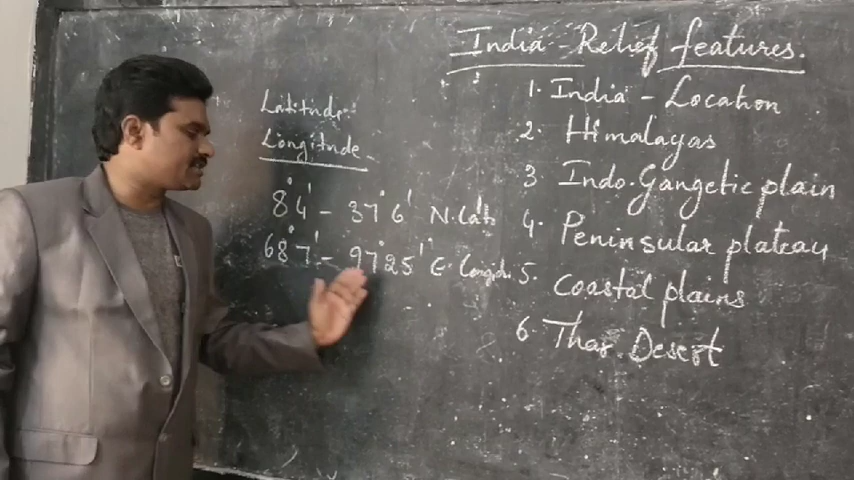 India - Relief features.
1. India - Location
2. Himalayas
3 Indo. Gangetic plain
4. Peninsular plateau
5. Coastal plains
6. Thar Desert
Latitude
Longitude
8°4' - 37°6' N. Lat
68°7' - 97°25' E.